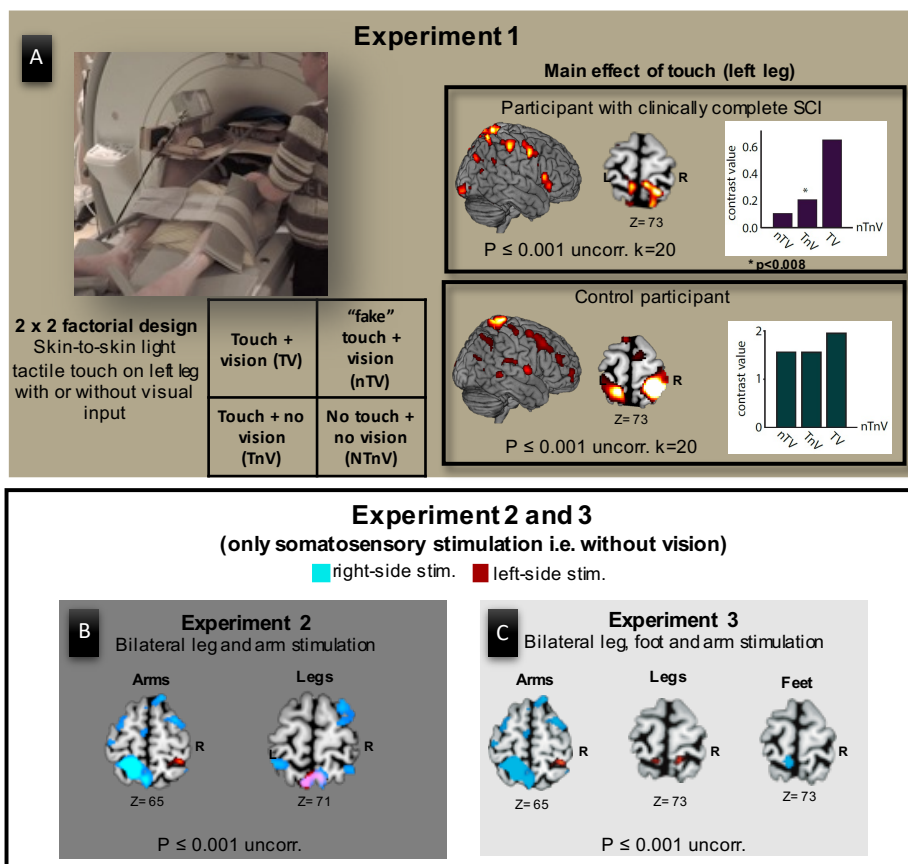 Experiment 1
A
Main effect of touch (left leg)
Participant with clinically complete SCI
L
R
Z= 73
P ≤ 0.001 uncorr. k=20
contrast value
0.6
0.4
0.2
0.0
*
nTV
TnV
TV
nTnV
* p<0.008
Control participant
R
Z= 73
P ≤ 0.001 uncorr. k=20
contrast value
2
1
0
nTV
TnV
TV
nTnV
2 x 2 factorial design
Skin-to-skin light
tactile touch on left leg
with or without visual
input
Touch +
vision (TV)
“fake”
touch +
vision
(nTV)
Touch + no
vision
(TnV)
No touch +
no vision
(NTnV)
Experiment 2 and 3
(only somatosensory stimulation i.e. without vision)
right-side stim.
left-side stim.
B
Experiment 2
Bilateral leg and arm stimulation
Arms
R
Z= 65
Legs
L
R
Z= 71
P ≤ 0.001 uncorr.
C
Experiment 3
Bilateral leg, foot and arm stimulation
Arms
R
Z= 65
Legs
R
Z= 73
Feet
R
Z= 73
P ≤ 0.001 uncorr.